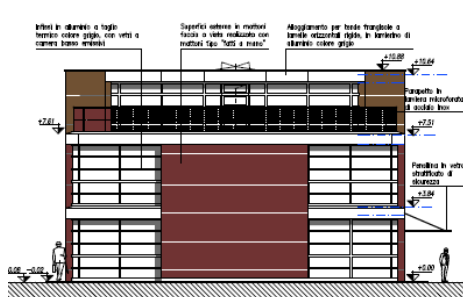 Infissi in alluminio a taglio
termico colore grigio, con vetri a
camera basso emissivi
Superfici esterne in mattoni
faccia a vista realizzata con
mattoni tipo "fatti a mano"
Alloggiamento per tende frangisole a
lamelle orizzontali rigide, in lamierino di
alluminio colore grigio
+10.88
+10.64
Parapetto in
lamiera microforata
di acciaio inox
+7.61
+7.51
Pensilina in vetro
stratificato di
sicurezza
+3.84
-0.02
+0.00